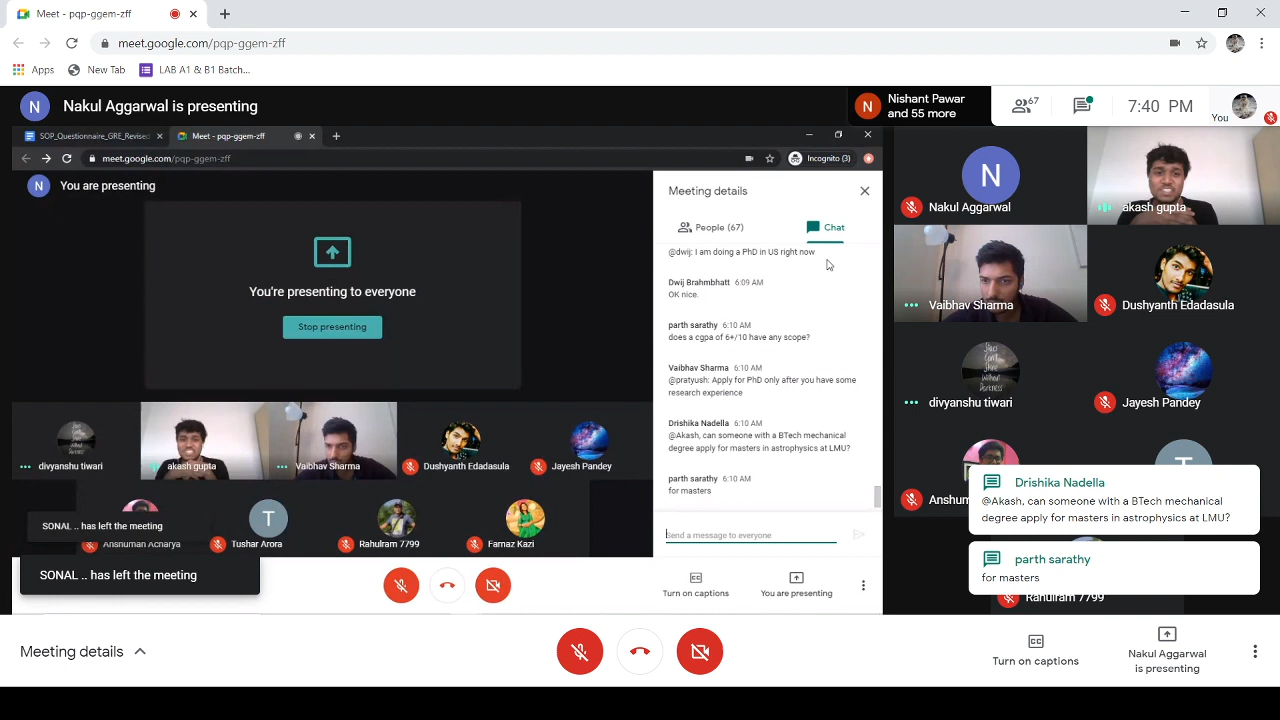 Meet - pqp-ggem-zff
meet.google.com/pqp-ggem-zff
Apps
New Tab
LAB A1 & B1 Batch...
N
Nakul Aggarwal is presenting
N
Nishant Pawar
and 55 more
67
7:40 PM
You
SOP_Questionnaire_GRE_Revised
Meet - pqp-ggem-zff
meet.google.com/pqp-ggem-zff
Incognito (3)
N
You are presenting
You're presenting to everyone
Stop presenting
divyanshu tiwari
akash gupta
Vaibhav Sharma
Dushyanth Edadasula
Jayesh Pandey
SONAL .. has left the meeting
Anshuman Acharya
T
Tushar Arora
Rahulram 7799
Farnaz Kazi
SONAL .. has left the meeting
Meeting details
People (67)
Chat
@dwij: I am doing a PhD in US right now
Dwij Brahmbhatt 6:09 AM
OK nice.
parth sarathy 6:10 AM
does a cgpa of 6+/10 have any scope?
Vaibhav Sharma 6:10 AM
@pratyush: Apply for PhD only after you have some
research experience
Drishika Nadella 6:10 AM
@Akash, can someone with a BTech mechanical
degree apply for masters in astrophysics at LMU?
parth sarathy 6:10 AM
for masters
Send a message to everyone
Turn on captions
You are presenting
N
Nakul Aggarwal
akash gupta
Vaibhav Sharma
Dushyanth Edadasula
divyanshu tiwari
Jayesh Pandey
Anshum
T
Drishika Nadella
@Akash, can someone with a BTech mechanical
degree apply for masters in astrophysics at LMU?
parth sarathy
for masters
Rahulram 7799
Meeting details
Turn on captions
Nakul Aggarwal
is presenting